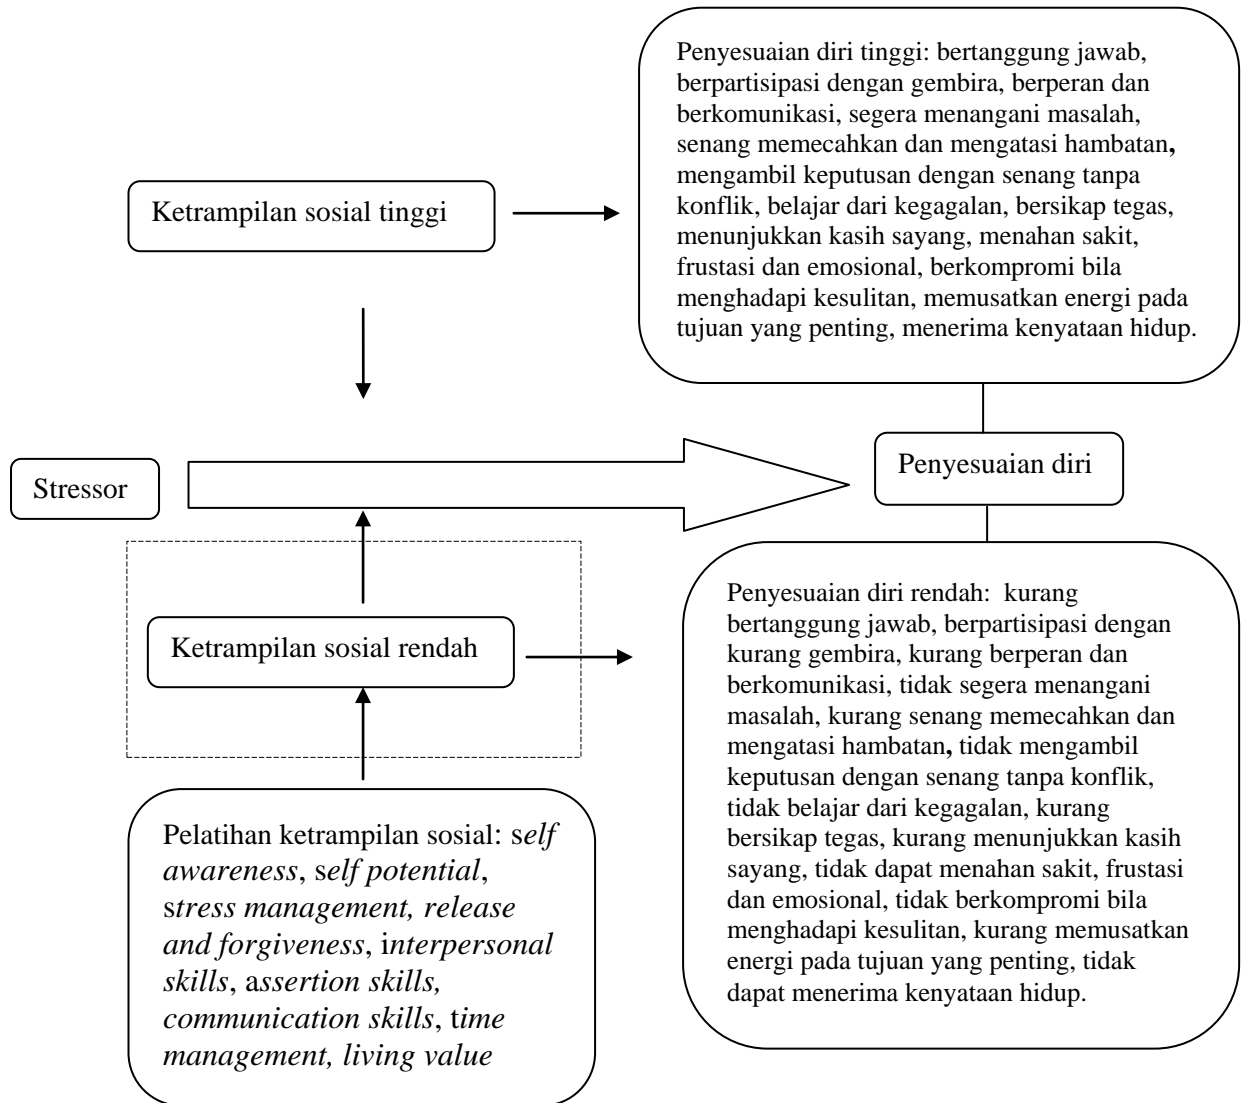 Penyesuaian diri tinggi: bertanggung jawab,
berpartisipasi dengan gembira, berperan dan
berkomunikasi, segera menangani masalah,
senang memecahkan dan mengatasi hambatan,
mengambil keputusan dengan senang tanpa
konflik, belajar dari kegagalan, bersikap tegas,
menunjukkan kasih sayang, menahan sakit,
frustasi dan emosional, berkompromi bila
menghadapi kesulitan, memusatkan energi pada
tujuan yang penting, menerima kenyataan hidup.
Ketrampilan sosial tinggi
Stressor
Penyesuaian diri
Ketrampilan sosial rendah
Penyesuaian diri rendah: kurang
bertanggung jawab, berpartisipasi dengan
kurang gembira, kurang berperan dan
berkomunikasi, tidak segera menangani
masalah, kurang senang memecahkan dan
mengatasi hambatan, tidak mengambil
keputusan dengan senang tanpa konflik,
tidak belajar dari kegagalan, kurang
bersikap tegas, kurang menunjukkan kasih
sayang, tidak dapat menahan sakit, frustasi
dan emosional, tidak berkompromi bila
menghadapi kesulitan, kurang memusatkan
energi pada tujuan yang penting, tidak
dapat menerima kenyataan hidup.
Pelatihan ketrampilan sosial: self
awareness, self potential,
stress management, release
and forgiveness, interpersonal
skills, assertion skills,
communication skills, time
management, living value